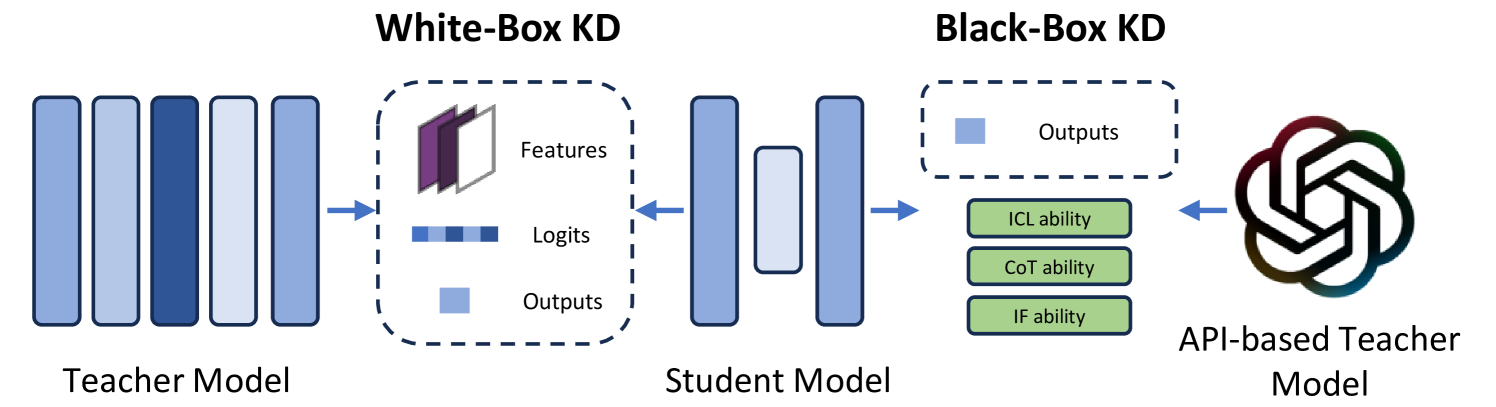 White-Box KD
Black-Box KD
Features
Logits
Outputs
Outputs
ICL ability
CoT ability
IF ability
Teacher Model
Student Model
API-based Teacher
Model